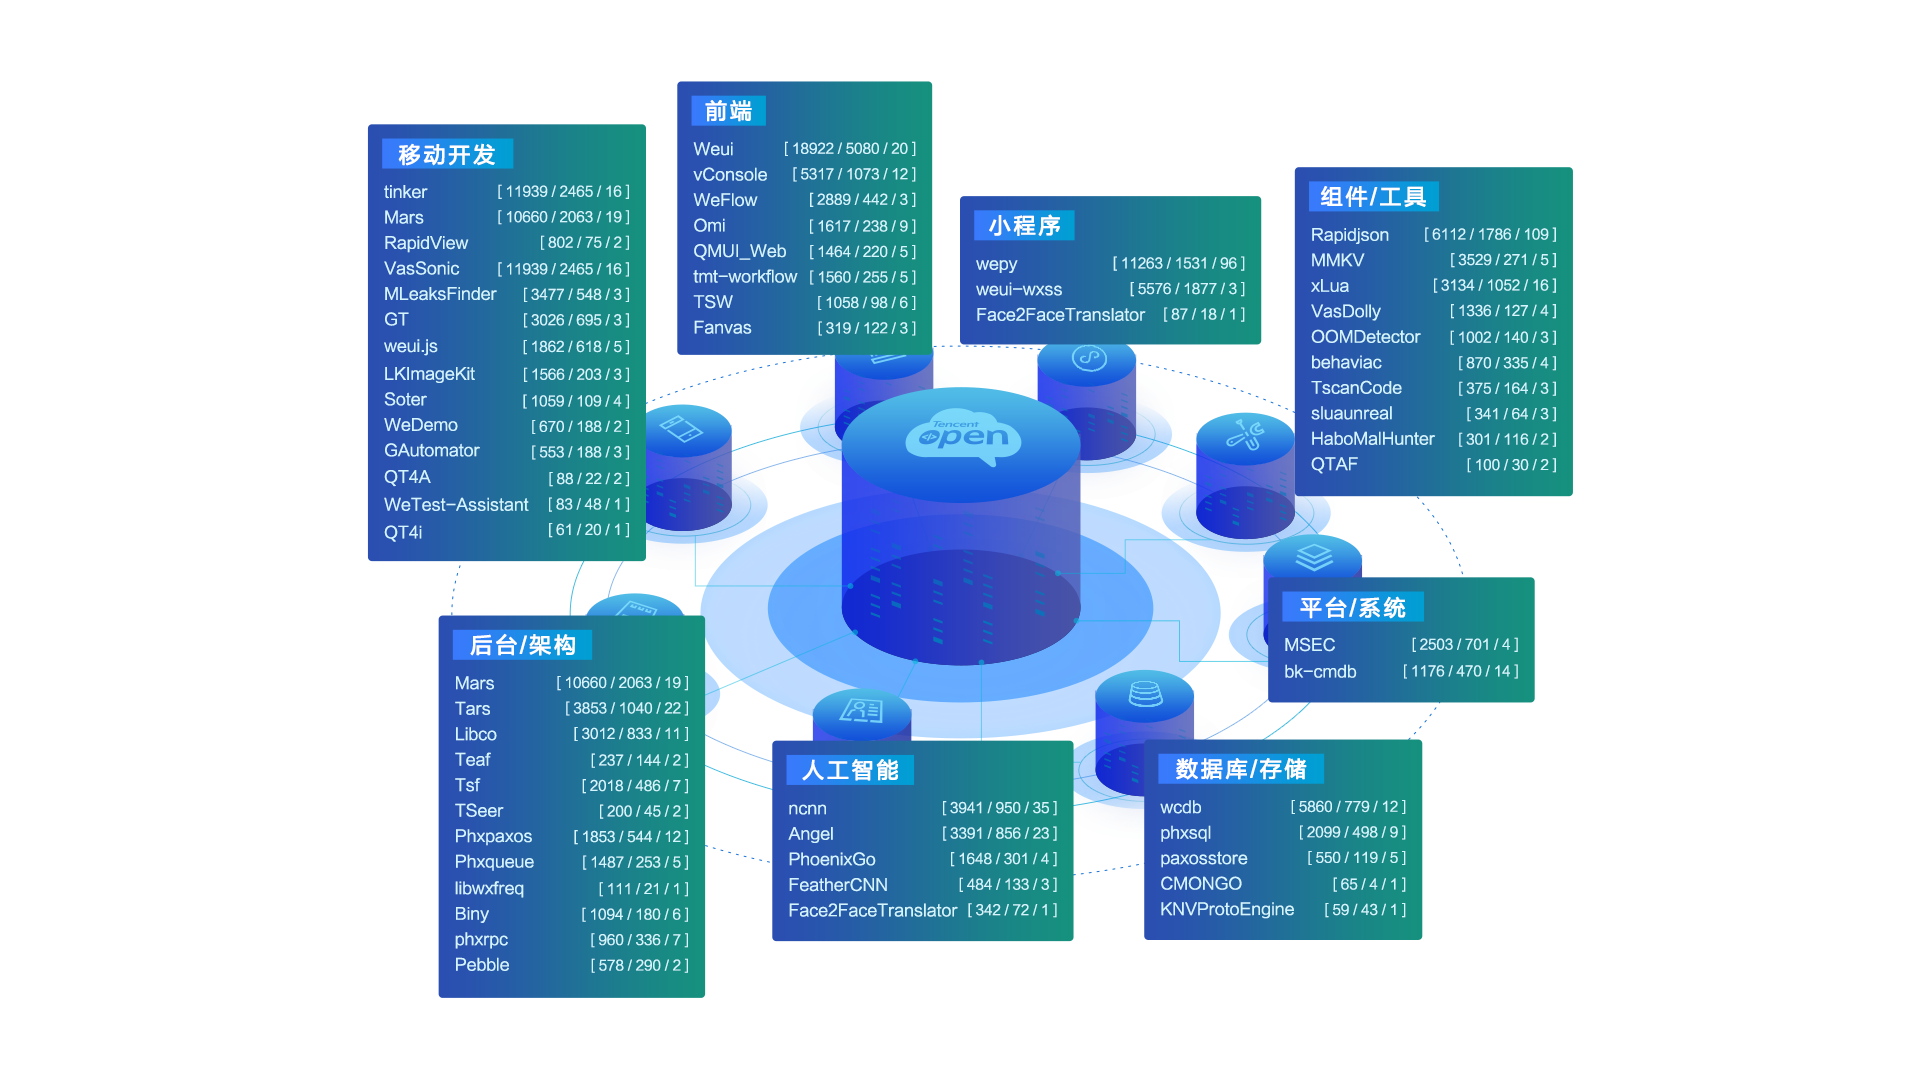 移动开发
tinker [ 11939 / 2465 / 16 ]
Mars [ 10660 / 2063 / 19 ]
RapidView [ 802 / 75 / 2 ]
VasSonic [ 11939 / 2465 / 16 ]
MLeaksFinder [ 3477 / 548 / 3 ]
GT [ 3026 / 695 / 3 ]
weui.js [ 1862 / 618 / 5 ]
LKImageKit [ 1566 / 203 / 3 ]
Soter [ 1059 / 109 / 4 ]
WeDemo [ 670 / 188 / 2 ]
GAutomator [ 553 / 188 / 3 ]
QT4A [ 88 / 22 / 2 ]
WeTest-Assistant [ 83 / 48 / 1 ]
QT4i [ 61 / 20 / 1 ]
前端
Weui [ 18922 / 5080 / 20 ]
vConsole [ 5317 / 1073 / 12 ]
WeFlow [ 2889 / 442 / 3 ]
Omi [ 1617 / 238 / 9 ]
QMUI_Web [ 1464 / 220 / 5 ]
tmt-workflow [ 1560 / 255 / 5 ]
TSW [ 1058 / 98 / 6 ]
Fanvas [ 319 / 122 / 3 ]
小程序
wepy [ 11263 / 1531 / 96 ]
weui-wxss [ 5576 / 1877 / 3 ]
Face2FaceTranslator [ 87 / 18 / 1 ]
组件/工具
Rapidjson [ 6112 / 1786 / 109 ]
MMKV [ 3529 / 271 / 5 ]
xLua [ 3134 / 1052 / 16 ]
VasDolly [ 1336 / 127 / 4 ]
OOMDetector [ 1002 / 140 / 3 ]
behaviac [ 870 / 335 / 4 ]
TscanCode [ 375 / 164 / 3 ]
sluaunreal [ 341 / 64 / 3 ]
HaboMalHunter [ 301 / 116 / 2 ]
QTAF [ 100 / 30 / 2 ]
Tencent
open
平台/系统
MSEC [ 2503 / 701 / 4 ]
bk-cmdb [ 1176 / 470 / 14 ]
后台/架构
Mars [ 10660 / 2063 / 19 ]
Tars [ 3853 / 1040 / 22 ]
Libco [ 3012 / 833 / 11 ]
Teaf [ 237 / 144 / 2 ]
Tsf [ 2018 / 486 / 7 ]
TSeer [ 200 / 45 / 2 ]
Phxpaxos [ 1853 / 544 / 12 ]
Phxqueue [ 1487 / 253 / 5 ]
libwxfreq [ 111 / 21 / 1 ]
Biny [ 1094 / 180 / 6 ]
phxrpc [ 960 / 336 / 7 ]
Pebble [ 578 / 290 / 2 ]
人工智能
ncnn [ 3941 / 950 / 35 ]
Angel [ 3391 / 856 / 23 ]
PhoenixGo [ 1648 / 301 / 4 ]
FeatherCNN [ 484 / 133 / 3 ]
Face2FaceTranslator [ 342 / 72 / 1 ]
数据库/存储
wcdb [ 5860 / 779 / 12 ]
phxsql [ 2099 / 498 / 9 ]
paxosstore [ 550 / 119 / 5 ]
CMONGO [ 65 / 4 / 1 ]
KNVProtoEngine [ 59 / 43 / 1 ]